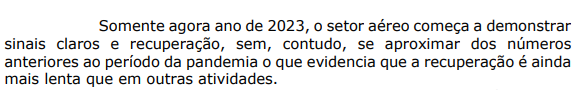 Somente agora ano de 2023, o setor aéreo começa a demonstrar
sinais claros e recuperação, sem, contudo, se aproximar dos números
anteriores ao período da pandemia o que evidencia que a recuperação é ainda
mais lenta que em outras atividades.